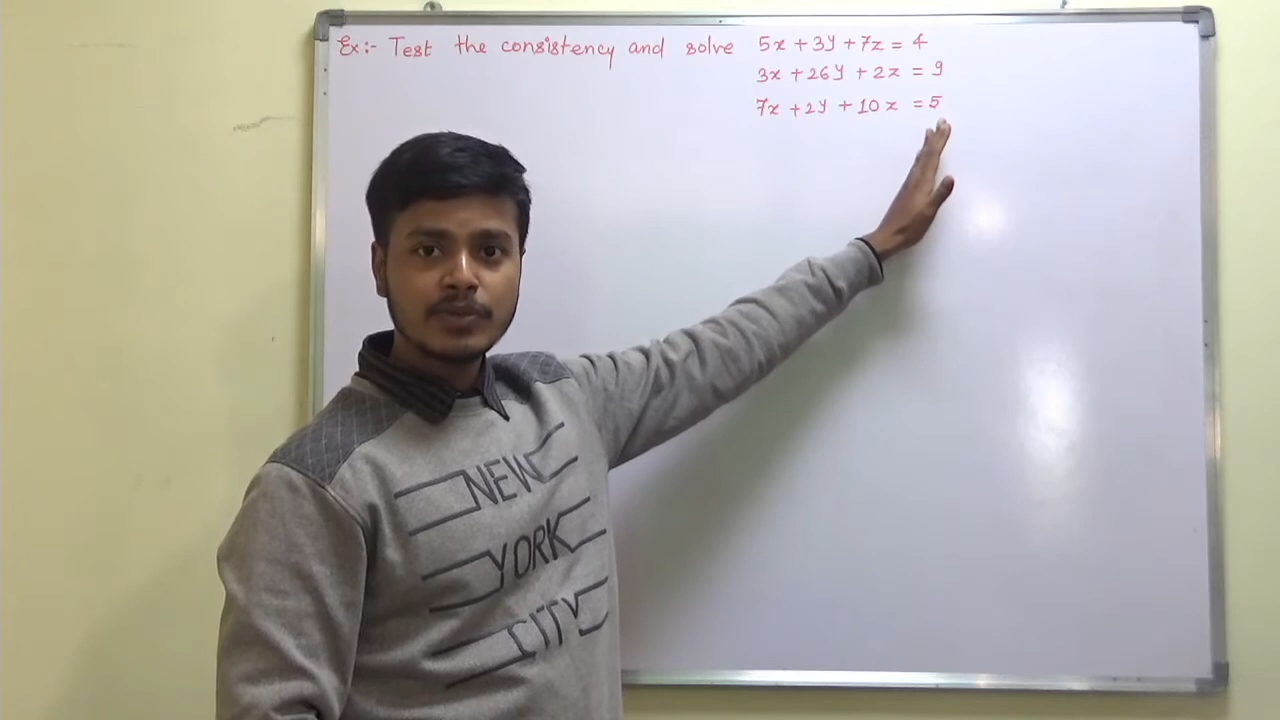 Ex:- Test the consistency and solve 5x + 3y + 7z = 4
3x + 26y + 2z = 9
7x + 2y + 10z = 5
NEW
YORK
CITY